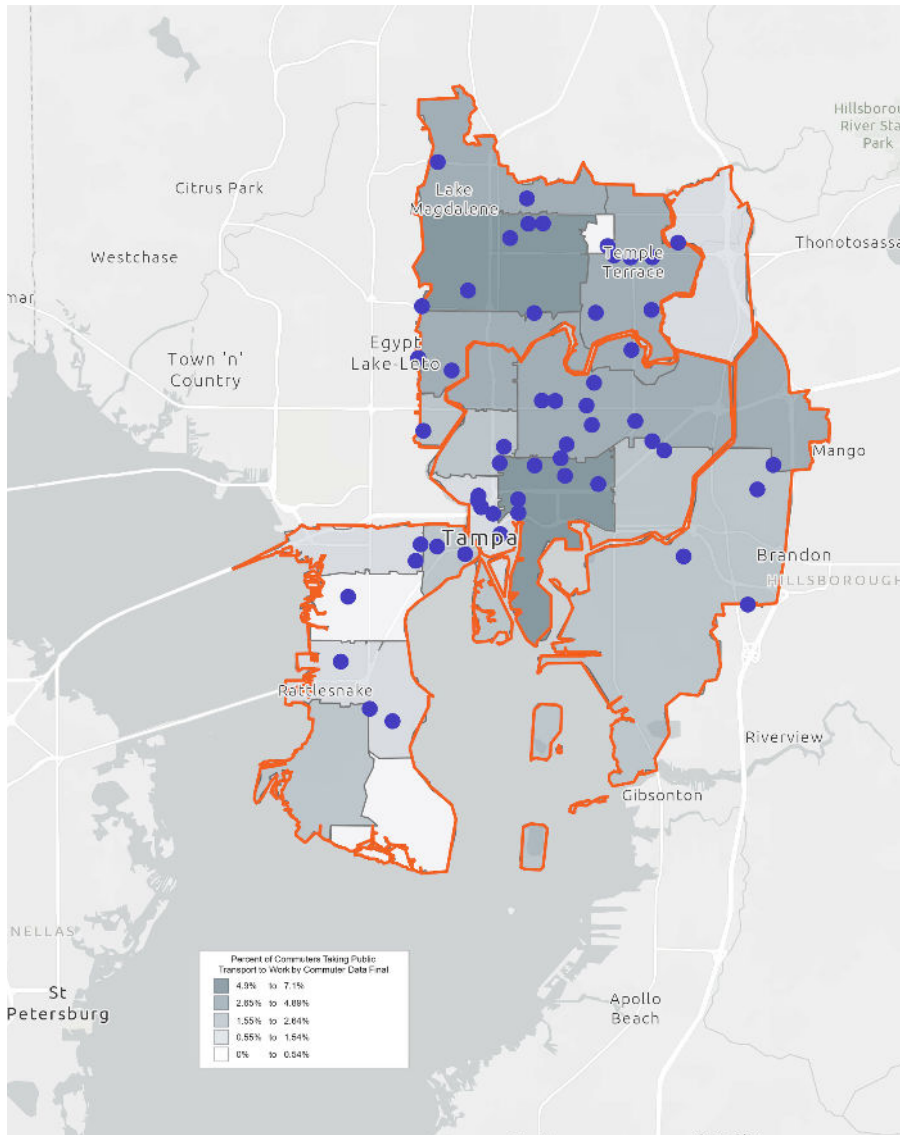 Hillsborou
River Sta
Park
Citrus Park
Lake
Magdalene
Westchase
Thonotosassa
Temple
Terrace
mar
Egypt
Lake-Leto
Town 'n'
Country
Mango
Tampa
Brandon
HILLSBOROUGH
Rattlesnake
Riverview
Gibsonton
NELLAS
Percent of Commuters Taking Public
Transport to Work by Commuter Data Final
4.9% to 7.1%
2.65% to 4.89%
1.55% to 2.64%
0.55% to 1.54%
0% to 0.54%
St
Petersburg
Apollo
Beach